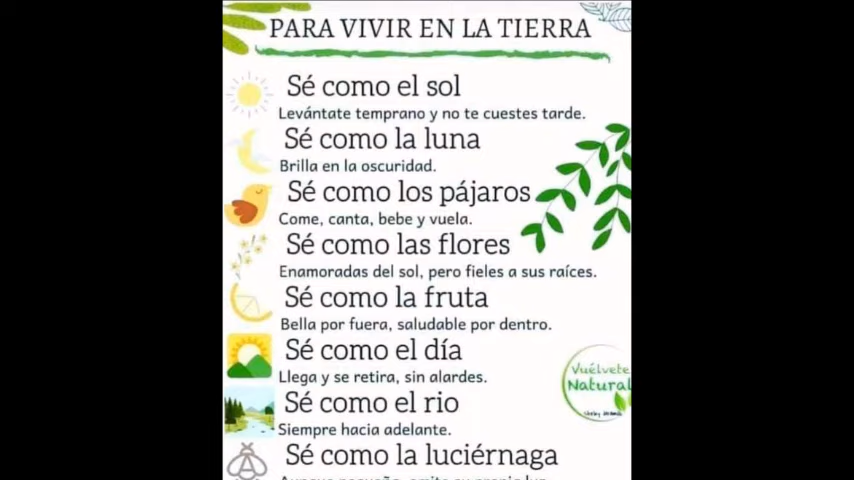 PARA VIVIR EN LA TIERRA
Sé como el sol
Levántate temprano y no te cuestes tarde.
Sé como la luna
Brilla en la oscuridad.
Sé como los pájaros
Come, canta, bebe y vuela.
Sé como las flores
Enamoradas del sol, pero fieles a sus raíces.
Sé como la fruta
Bella por fuera, saludable por dentro.
Sé como el día
Llega y se retira, sin alardes.
Sé como el rio
Siempre hacia adelante.
Sé como la luciérnaga
Vuélvete
Natural